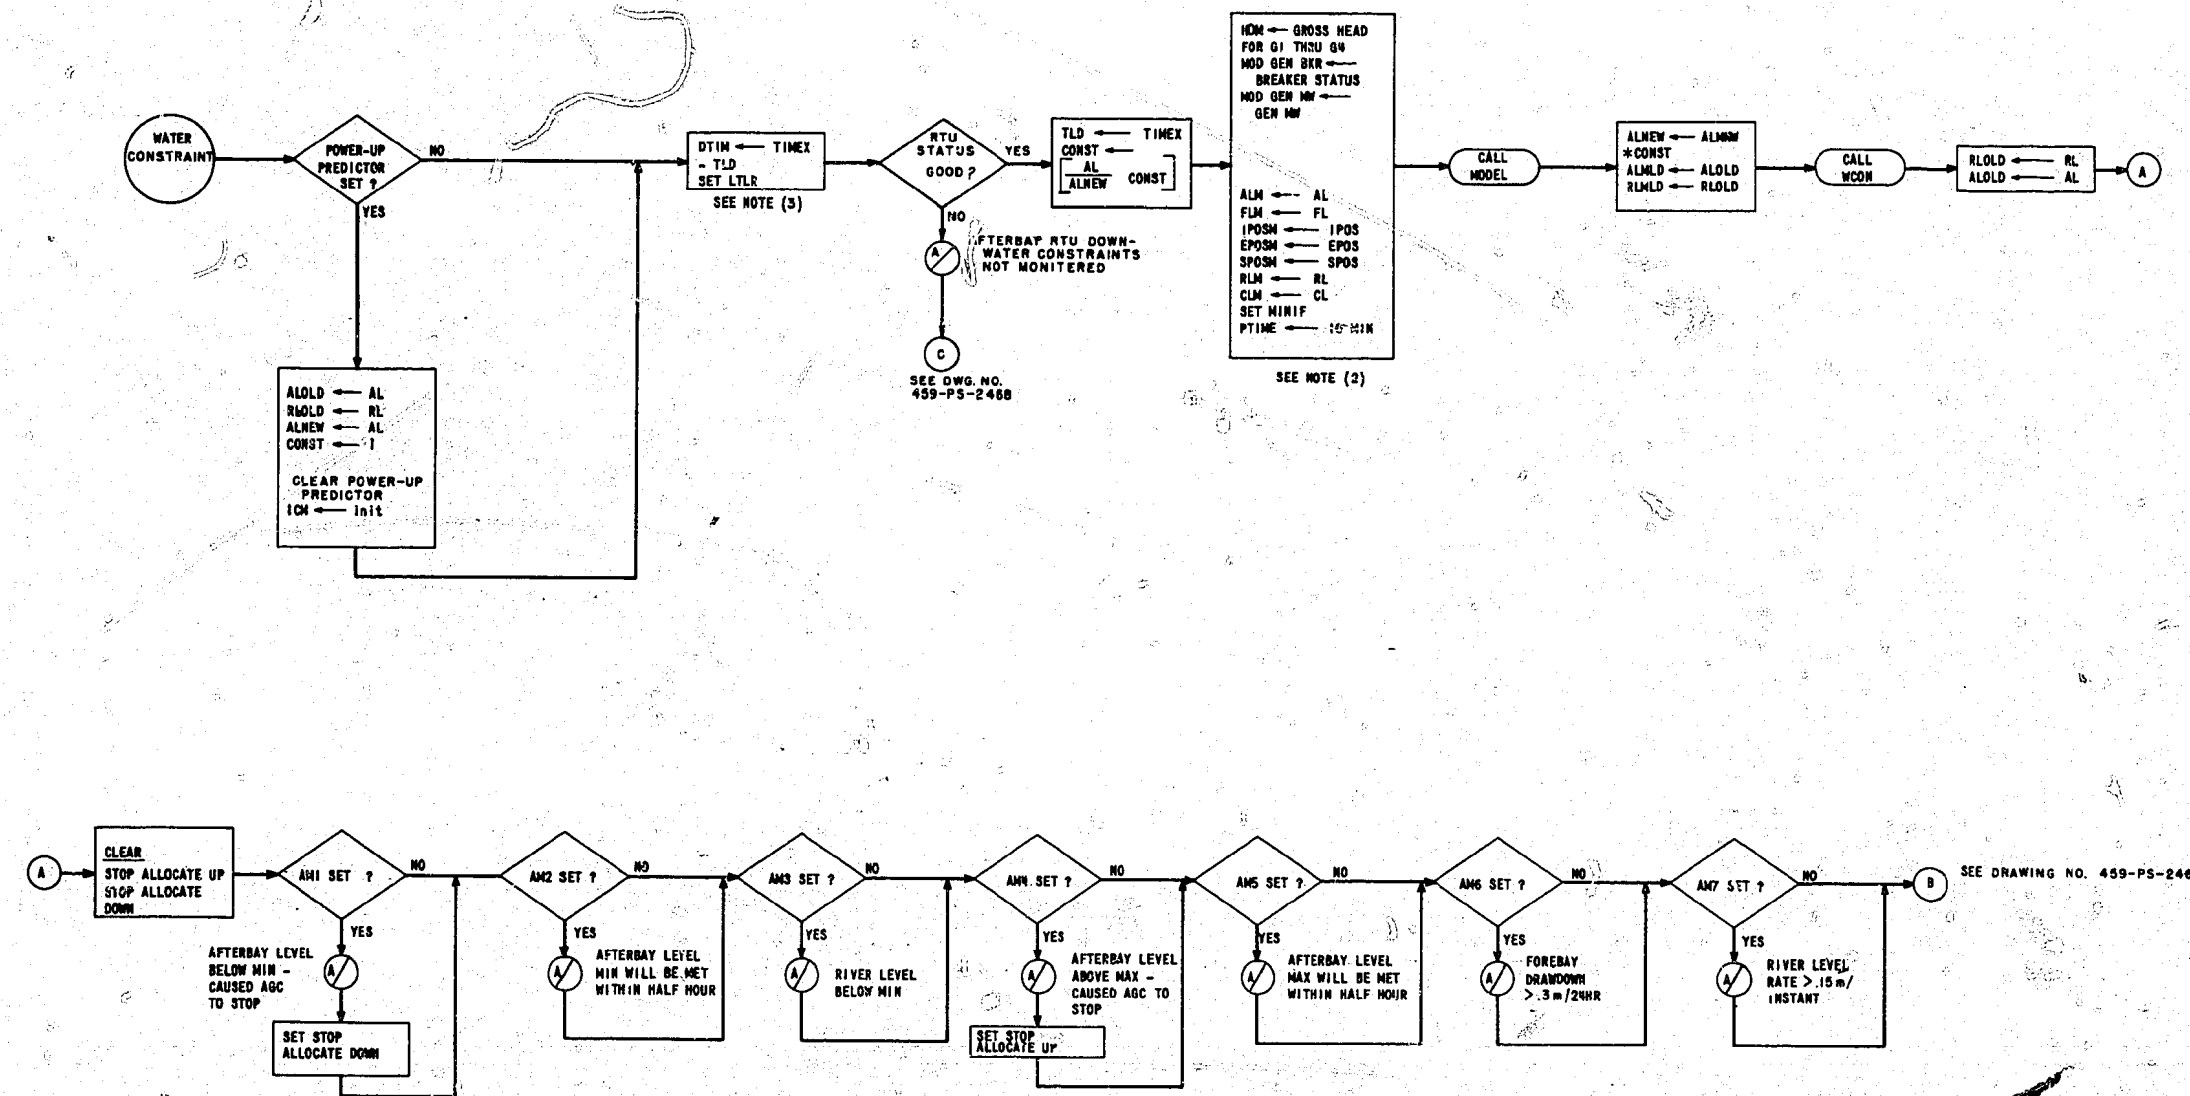 WATER
CONSTRAINT
POWER-UP
PREDICTOR
SET ?
NO
YES
ALOLD ← AL
RLOLD ← RL
ALNEW ← AL
CONST ← 1
CLEAR POWER-UP
PREDICTOR
ICM ← Init
DTIM ← TIMEX
- TLD
SET LTLR
SEE NOTE (3)
RTU
STATUS
GOOD ?
YES
NO
A
AFTERBAY RTU DOWN-
WATER CONSTRAINTS
NOT MONITERED
C
SEE DWG. NO.
459-PS-2468
TLD ← TIMEX
CONST ←
[AL
ALNEW CONST]
HDM ← GROSS HEAD
FOR G1 THRU G4
MOD GEN BKR ←
BREAKER STATUS
MOD GEN MW ←
GEN MW
ALM ← AL
FLM ← FL
IPOSM ← IPOS
EPOSM ← EPOS
SPOSM ← SPOS
RLM ← RL
CLM ← CL
SET MINIF
PTIME ← 15 MIN
SEE NOTE (2)
CALL
MODEL
ALNEW ←
*CONST
ALMLD ← ALOLD
RLMLD ← RLOLD
CALL
WCON
RLOLD ← RL
ALOLD ← AL
A
A
CLEAR
STOP ALLOCATE UP
STOP ALLOCATE
DOWN
AM1 SET ?
NO
YES
AFTERBAY LEVEL
BELOW MIN -
CAUSED AGC
TO STOP
A
SET STOP
ALLOCATE DOWN
AM2 SET ?
NO
YES
A
AFTERBAY LEVEL
MIN WILL BE MET
WITHIN HALF HOUR
AM3 SET ?
NO
YES
A
RIVER LEVEL
BELOW MIN
AM4 SET ?
NO
YES
A
AFTERBAY LEVEL
ABOVE MAX -
CAUSED AGC TO
STOP
SET STOP
ALLOCATE UP
AM5 SET ?
NO
YES
A
AFTERBAY LEVEL
MAX WILL BE MET
WITHIN HALF HOUR
AM6 SET ?
NO
YES
A
FOREBAY
DRAWDOWN
>.3m/24HR
AM7 SET ?
NO
YES
A
RIVER LEVEL
RATE >.15m/
INSTANT
B
SEE DRAWING NO. 459-PS-246